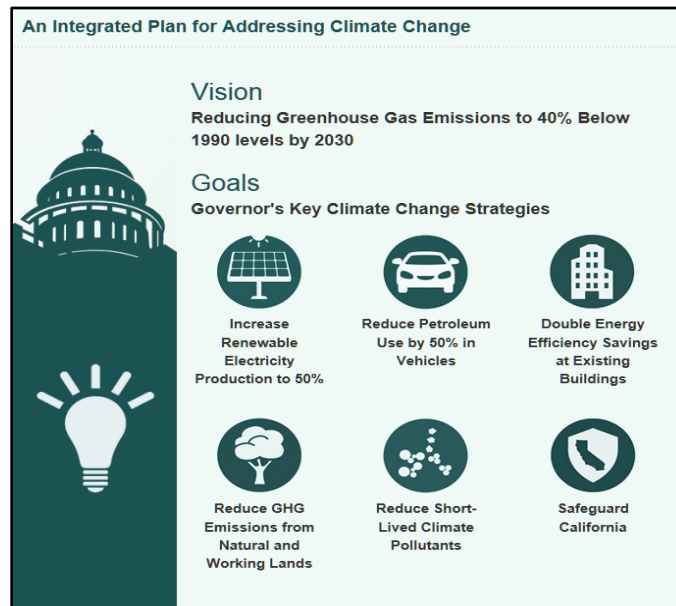 An Integrated Plan for Addressing Climate Change
Vision
Reducing Greenhouse Gas Emissions to 40% Below
1990 levels by 2030
Goals
Governor's Key Climate Change Strategies
Increase
Renewable
Electricity
Production to 50%
Reduce Petroleum
Use by 50% in
Vehicles
Double Energy
Efficiency Savings
at Existing
Buildings
Reduce GHG
Emissions from
Natural and
Working Lands
Reduce Short-
Lived Climate
Pollutants
Safeguard
California